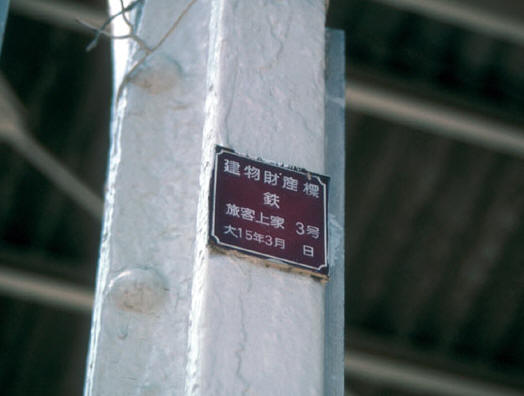 建物財産標
鉄
旅客上家 3号
大15年3月 日